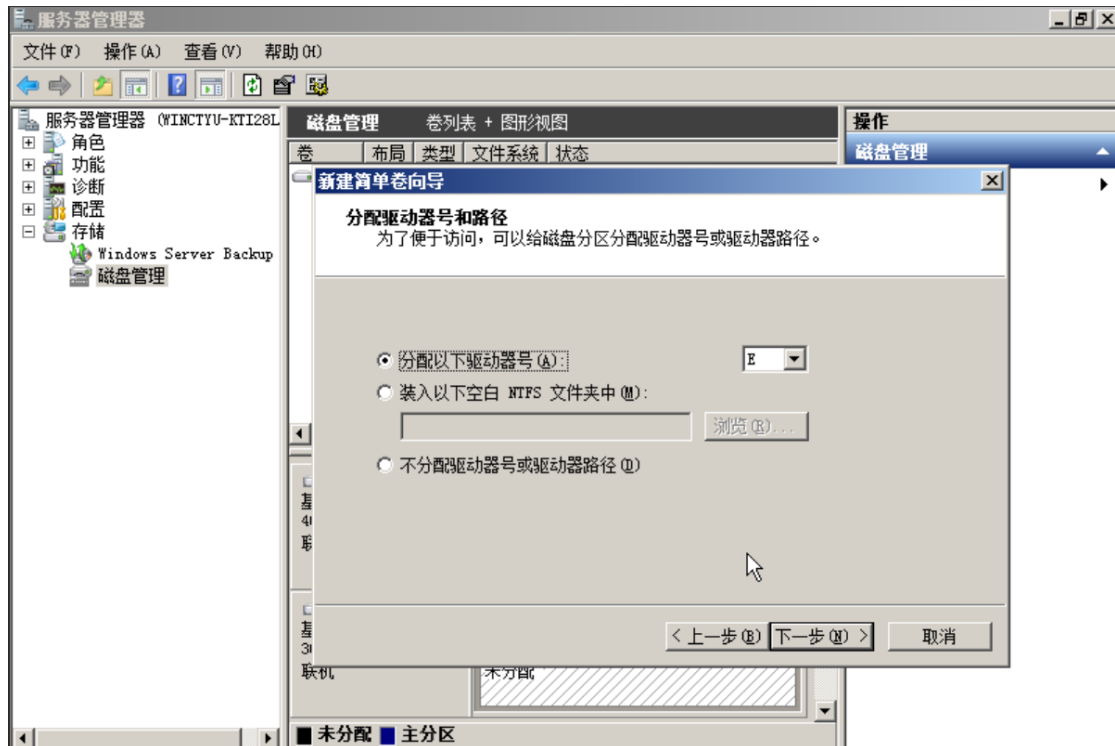 服务器管理器
文件(F) 操作(A) 查看(V) 帮助(H)
服务器管理器 (WINCTYU-KTI28L
角色
功能
诊断
配置
存储
Windows Server Backup
磁盘管理
磁盘管理 卷列表 + 图形视图
卷 布局 类型 文件系统 状态
操作
磁盘管理
新建简单卷向导
分配驱动器号和路径
为了便于访问，可以给磁盘分区分配驱动器号或驱动器路径。
分配以下驱动器号(A): E
装入以下空白 NTFS 文件夹中(M):
浏览(R)...
不分配驱动器号或驱动器路径(D)
< 上一步(B) 下一步(N) > 取消
联机
未分配
未分配 主分区